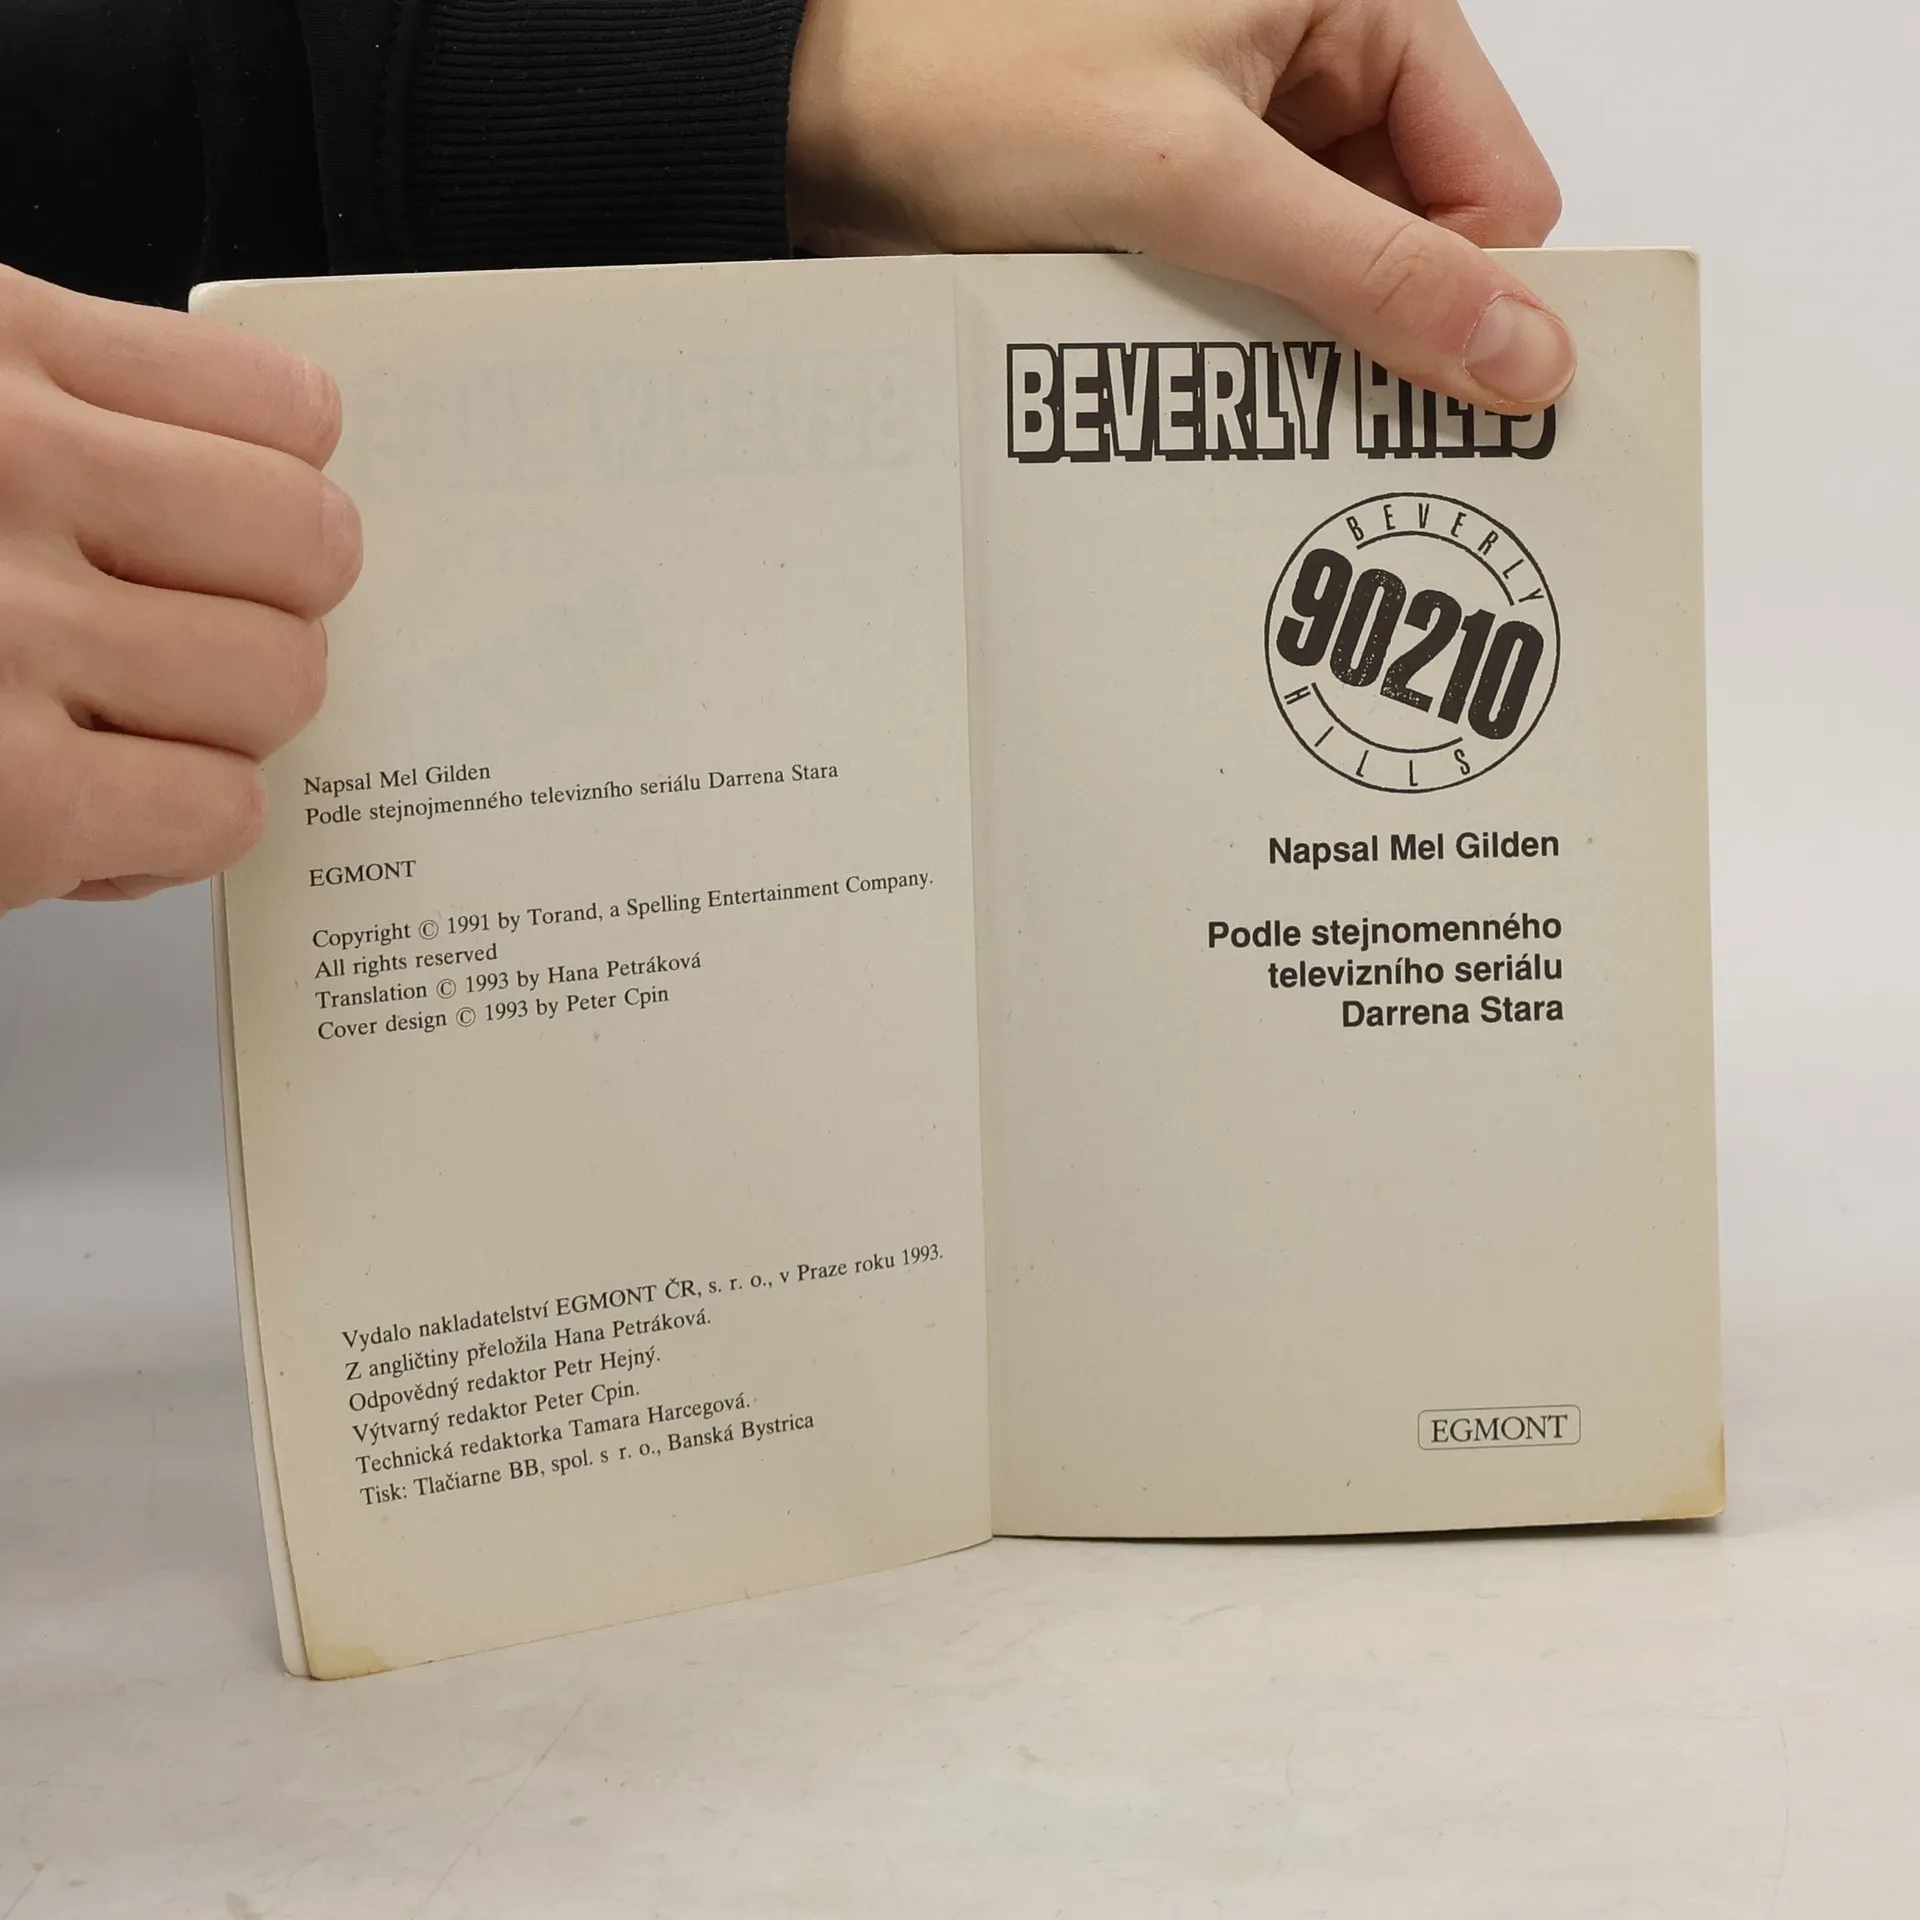 Napsal Mel Gilden
Podle stejnojmenného televizního seriálu Darrena Stara
EGMONT
Copyright © 1991 by Torand, a Spelling Entertainment Company.
All rights reserved
Translation © 1993 by Hana Petráková
Cover design © 1993 by Peter Cpin
Vydalo nakladatelství EGMONT ČR, s. r. o., v Praze roku 1993.
Z angličtiny přeložila Hana Petráková.
Odpovědný redaktor Petr Hejný.
Výtvarný redaktor Peter Cpin.
Technická redaktorka Tamara Harcegová.
Tisk: Tlačiarne BB, spol. s r. o., Banská Bystrica
BEVERLY HILLS
BEVERLY
90210
HILLS
Napsal Mel Gilden
Podle stejnomenného
televizního seriálu
Darrena Stara
EGMONT